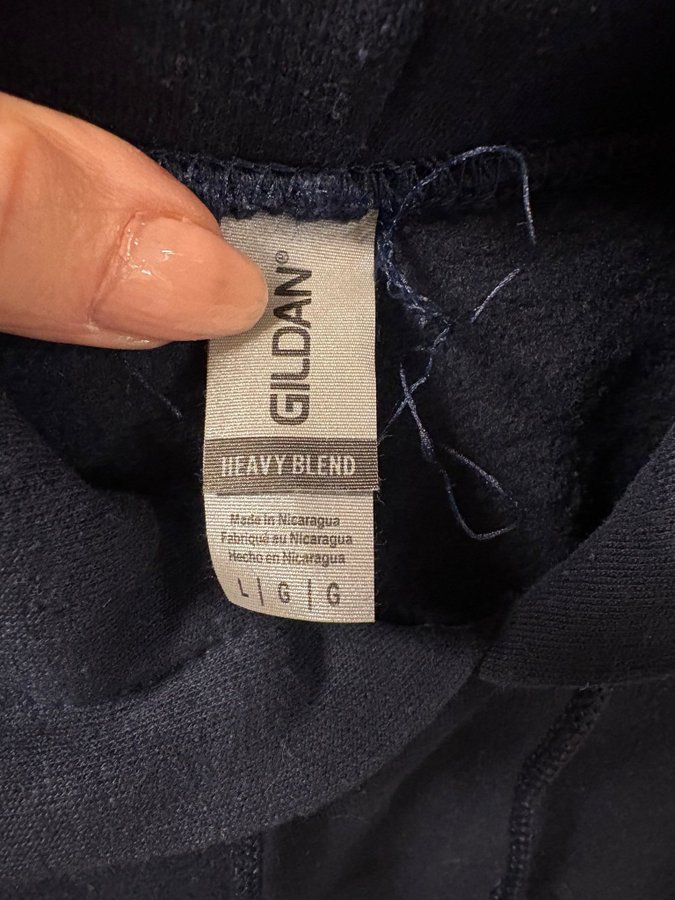 GILDAN®
HEAVY BLEND
Made in Nicaragua
Fabriqué au Nicaragua
Hecho en Nicaragua
L | G | G